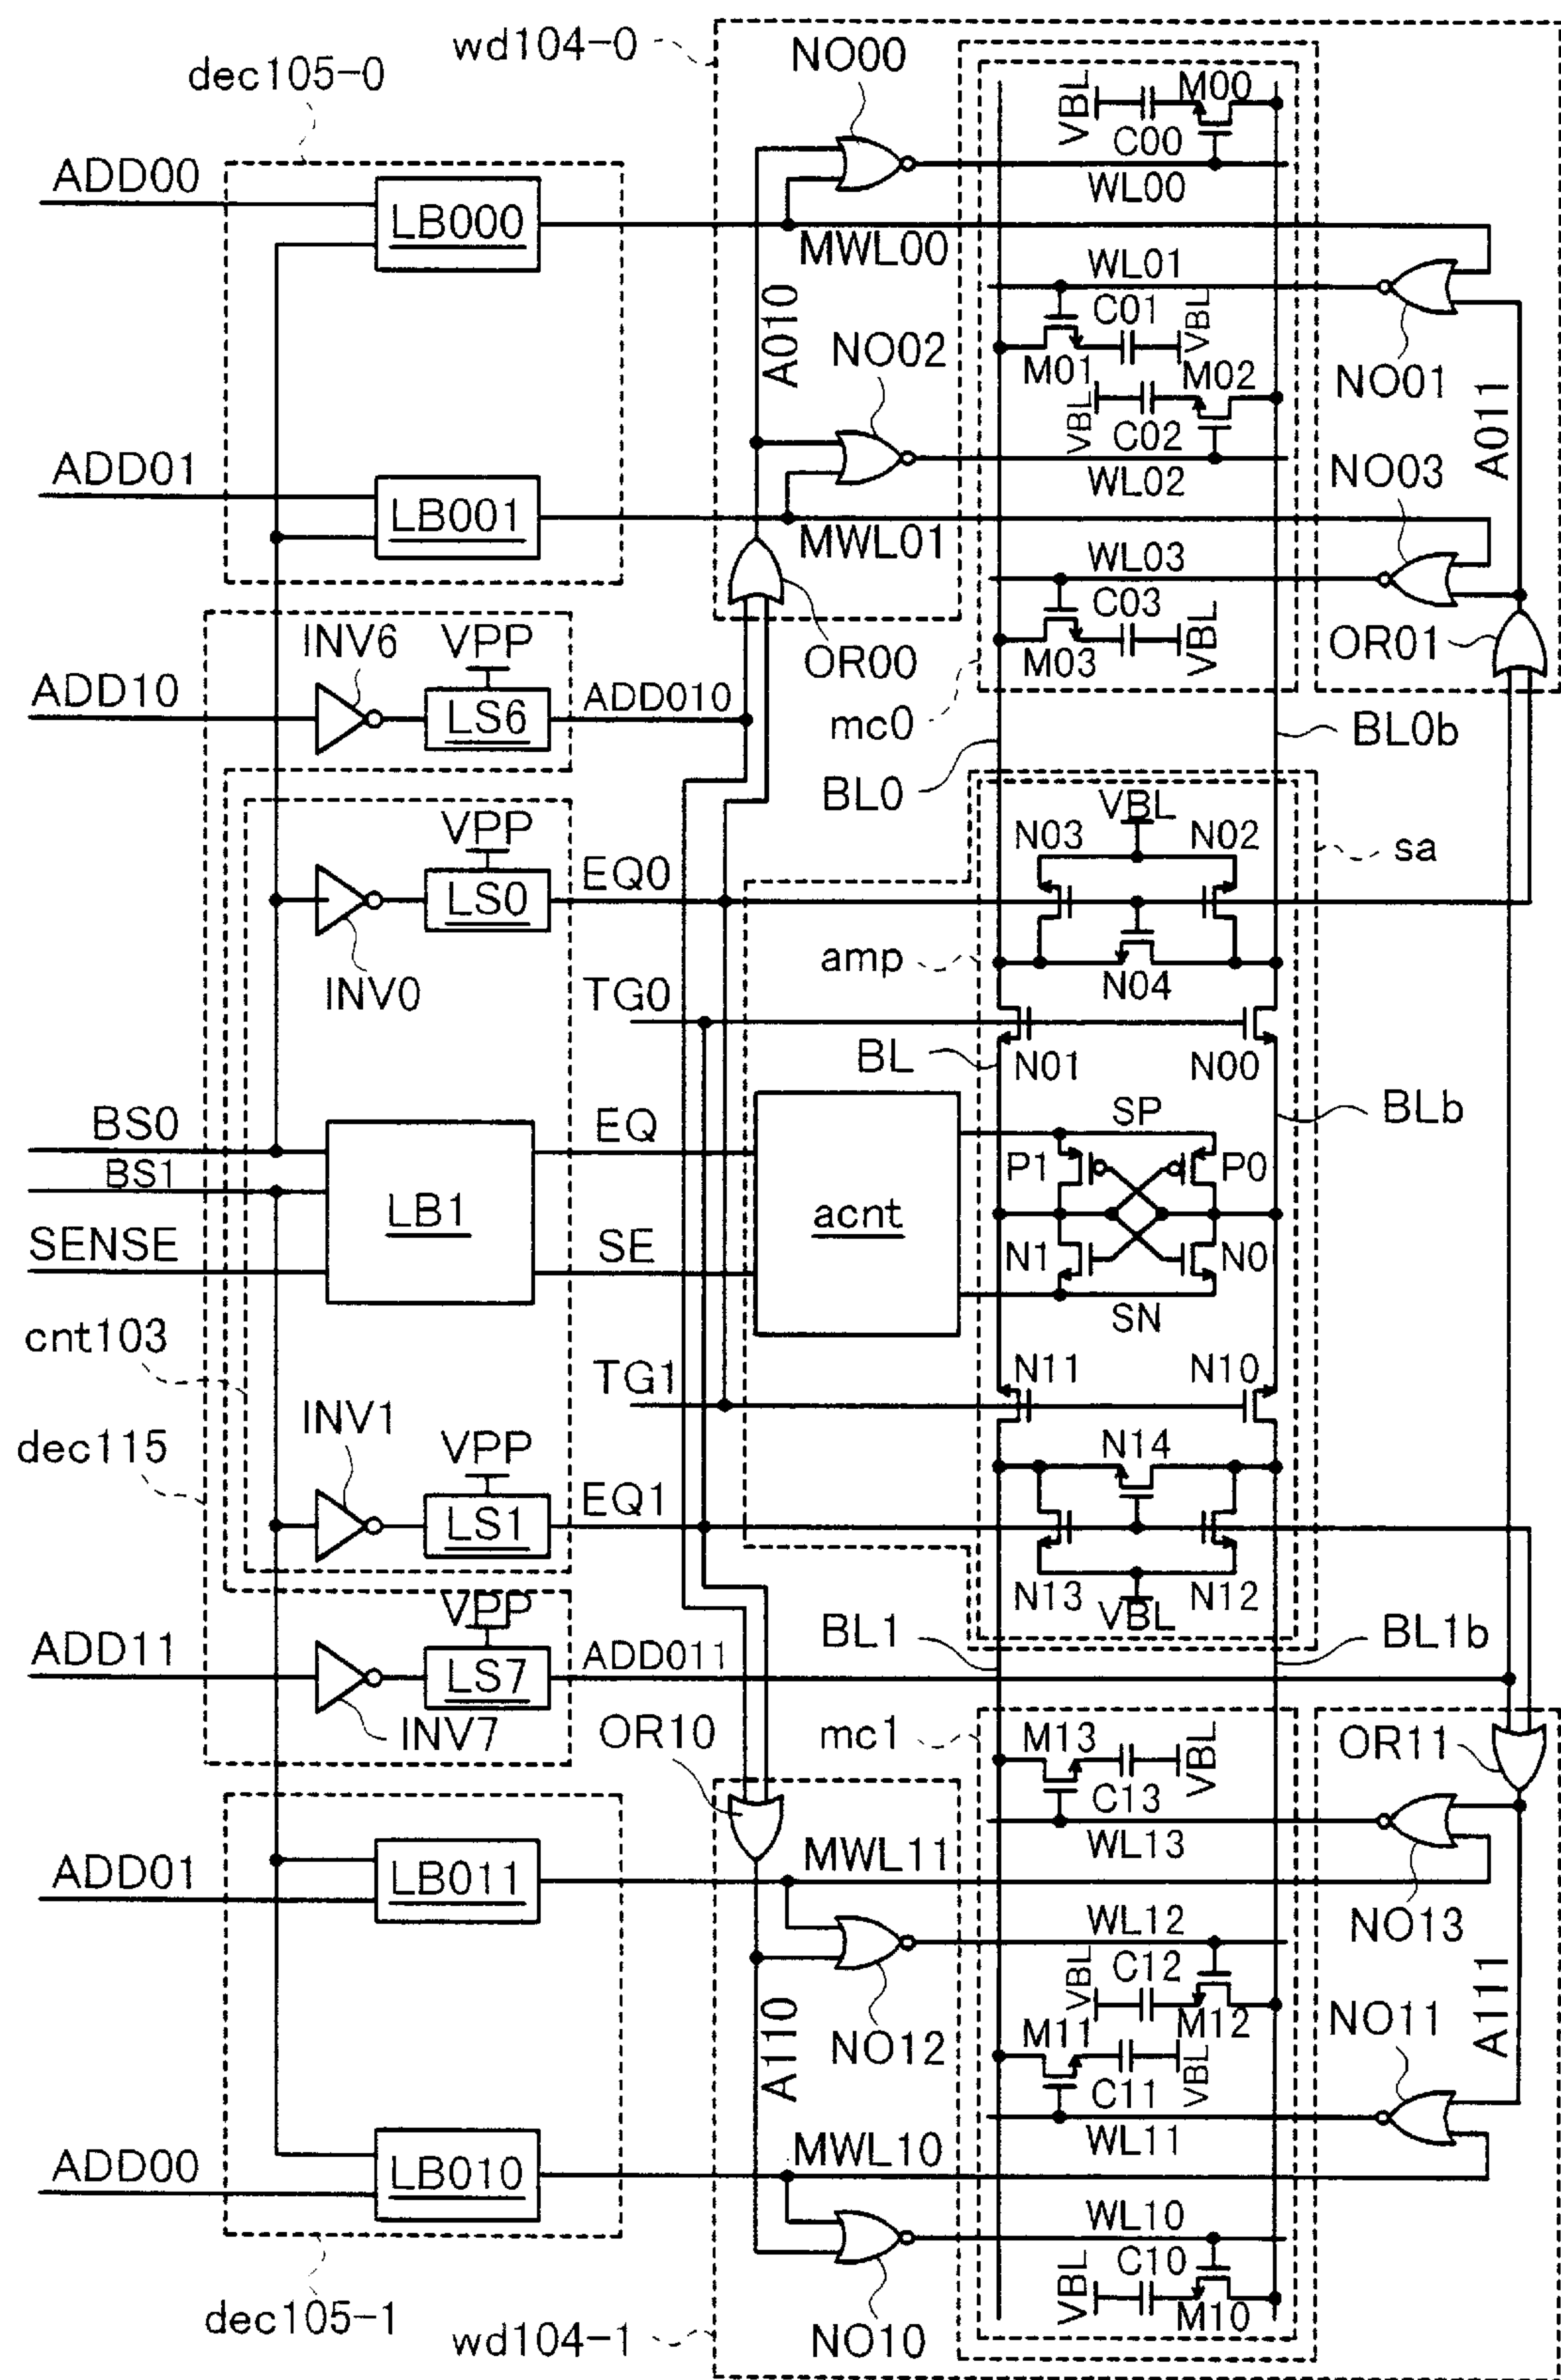 wd104-0
NO00
dec105-0
VBL
M00
C00
ADD00
LB000
WL00
MWL00
WL01
A010
C01
VBL
NO02
M01
M02
NO01
VBL
C02
A011
ADD01
NO03
LB001
WL02
MWL01
WL03
C03
INV6
VPP
M03
VBL
OR01
OR00
ADD10
LS6
ADD010
mc0
BL0b
BL0
VPP
VBL
N03
N02
sa
LS0
EQ0
amp
INV0
N04
TG0
BL
N01
N00
BS0
EQ
SP
BLb
BS1
P1
P0
LB1
acnt
SENSE
SE
N1
N0
SN
cnt103
TG1
N11
N10
INV1
dec115
VPP
N14
LS1
EQ1
VPP
N13
VBL
N12
ADD11
LS7
ADD011
BL1
BL1b
INV7
OR10
mc1
M13
VBL
OR11
C13
ADD01
LB011
MWL11
WL13
NO13
WL12
A110
VBL
C12
A111
NO12
M11
M12
NO11
C11
VBL
ADD00
LB010
MWL10
WL11
WL10
VBL
C10
M10
dec105-1
wd104-1
NO10